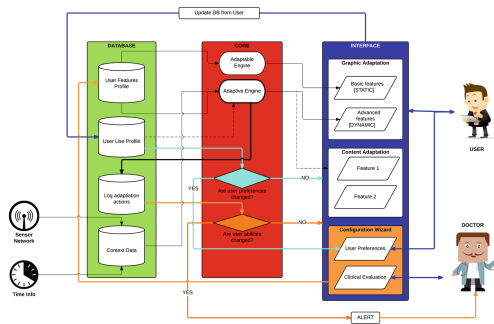 Update DB from User
DATABASE
CORE
INTERFACE
User Features
Profile
Adaptable
Engine
Adaptive Engine
Graphic Adaptation
Basic features
[STATIC]
Advanced
features
[DYNAMIC]
USER
User Use Profile
Content Adaptation
Feature 1
Feature 2
YES
NO
Are user preferences
changed?
Log adaptiation
actions
NO
Are user abilities
changed?
Configuration Wizard
User Preferences
Clinical Evaluation
DOCTOR
Sensor
Network
Context Data
Time Info
YES
ALERT